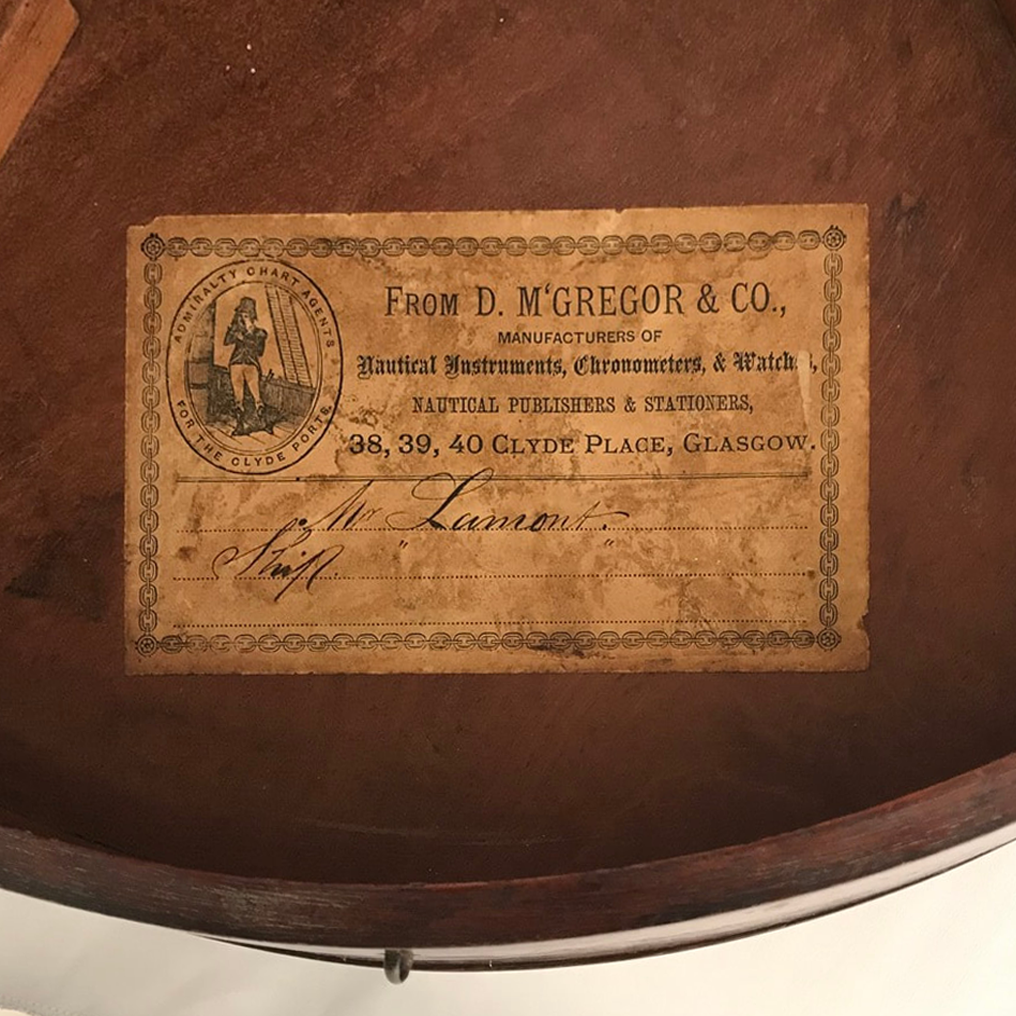 ADMIRALTY CHART AGENTS
FOR THE CLYDE PORTS.
FROM D. M‘GREGOR & CO.,
MANUFACTURERS OF
Nautical Instruments, Chronometers, & Watches,
NAUTICAL PUBLISHERS & STATIONERS,
38, 39, 40 CLYDE PLACE, GLASGOW.
Mr Lamont.
Ship " "